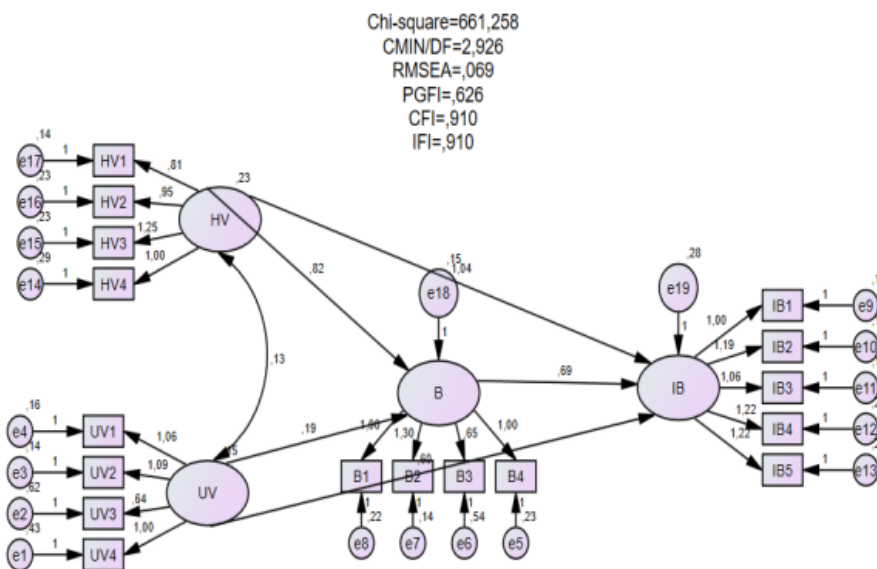 Chi-square=661,258
CMIN/DF=2,926
RMSEA=,069
PGFI=,626
CFI=,910
IFI=,910
,14
e17 1 HV1 ,81
,23
e16 1 HV2 ,95
,23
e15 1 HV3 1,25
,29
e14 1 HV4 1,00
HV
,23
,82
,15
1,04
e18
1
,28
e19
1
,13
B
,69
IB
1,00 IB1 1 e9
1,19 IB2 1 e10
1,06 IB3 1 e11
1,22 IB4 1 e12
1,22 IB5 1 e13
,16
e4 1 UV1 1,06
,14
e3 1 UV2 1,09
,62
e2 1 UV3 ,64
,43
e1 1 UV4 1,00
UV
,19
,60
1,00 1,30 ,65 1,00
B1 B2 B3 B4
1 1 1 1
,22 ,14 ,54 ,23
e8 e7 e6 e5